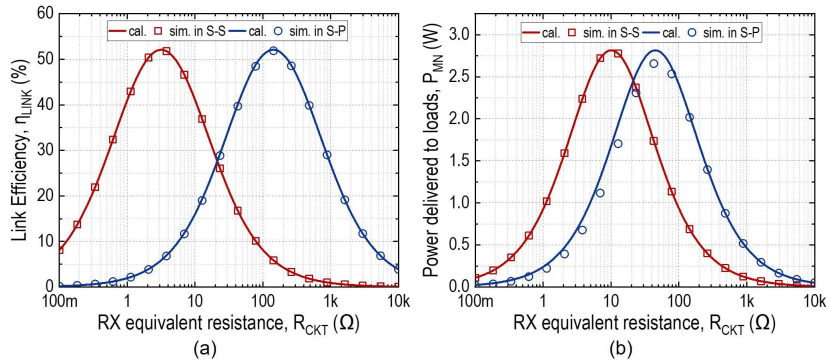 (a)
cal. sim. in S-S cal. sim. in S-P
60
50
40
30
20
10
0
Link Efficiency, ηLINK (%)
100m 1 10 100 1k 10k
RX equivalent resistance, RCKT (Ω)
(a)
(b)
cal. sim. in S-S cal. sim. in S-P
3.0
2.5
2.0
1.5
1.0
0.5
0.0
Power delivered to loads, PMN (W)
100m 1 10 100 1k 10k
RX equivalent resistance, RCKT (Ω)
(b)